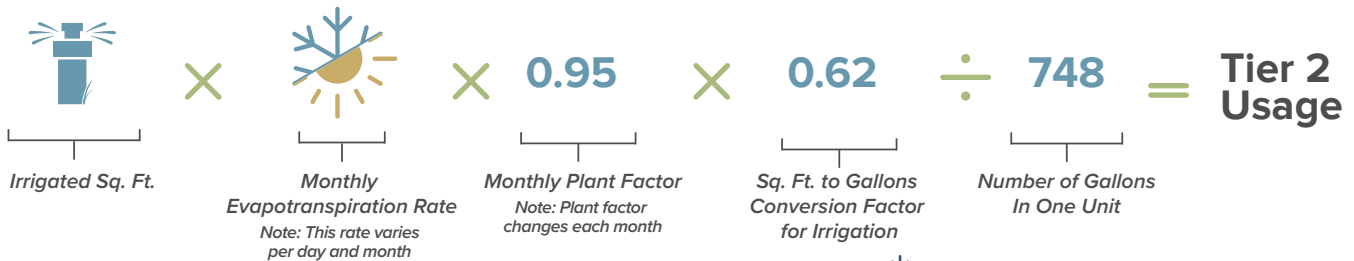 0.95
0.62
748
Tier 2
Usage
Irrigated Sq. Ft.
Monthly
Evapotranspiration Rate
Note: This rate varies
per day and month
Monthly Plant Factor
Note: Plant factor
changes each month
Sq. Ft. to Gallons
Conversion Factor
for Irrigation
Number of Gallons
In One Unit